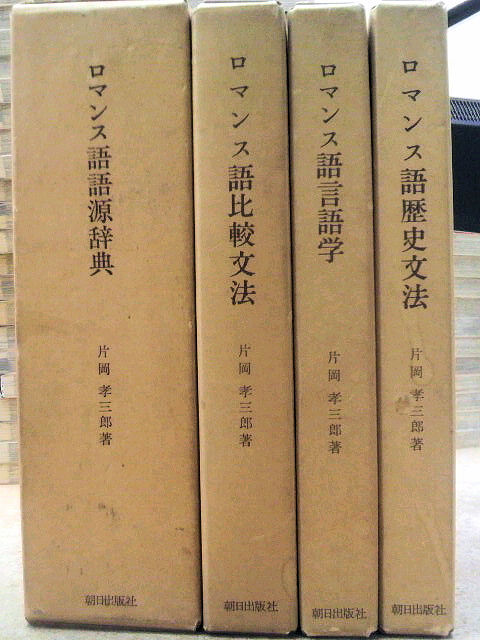 ロマンス語語源辞典
片岡孝三郎著
朝日出版社
ロマンス語比較文法
片岡孝三郎著
朝日出版社
ロマンス語言語学
片岡孝三郎著
朝日出版社
ロマンス語歴史文法
片岡孝三郎著
朝日出版社